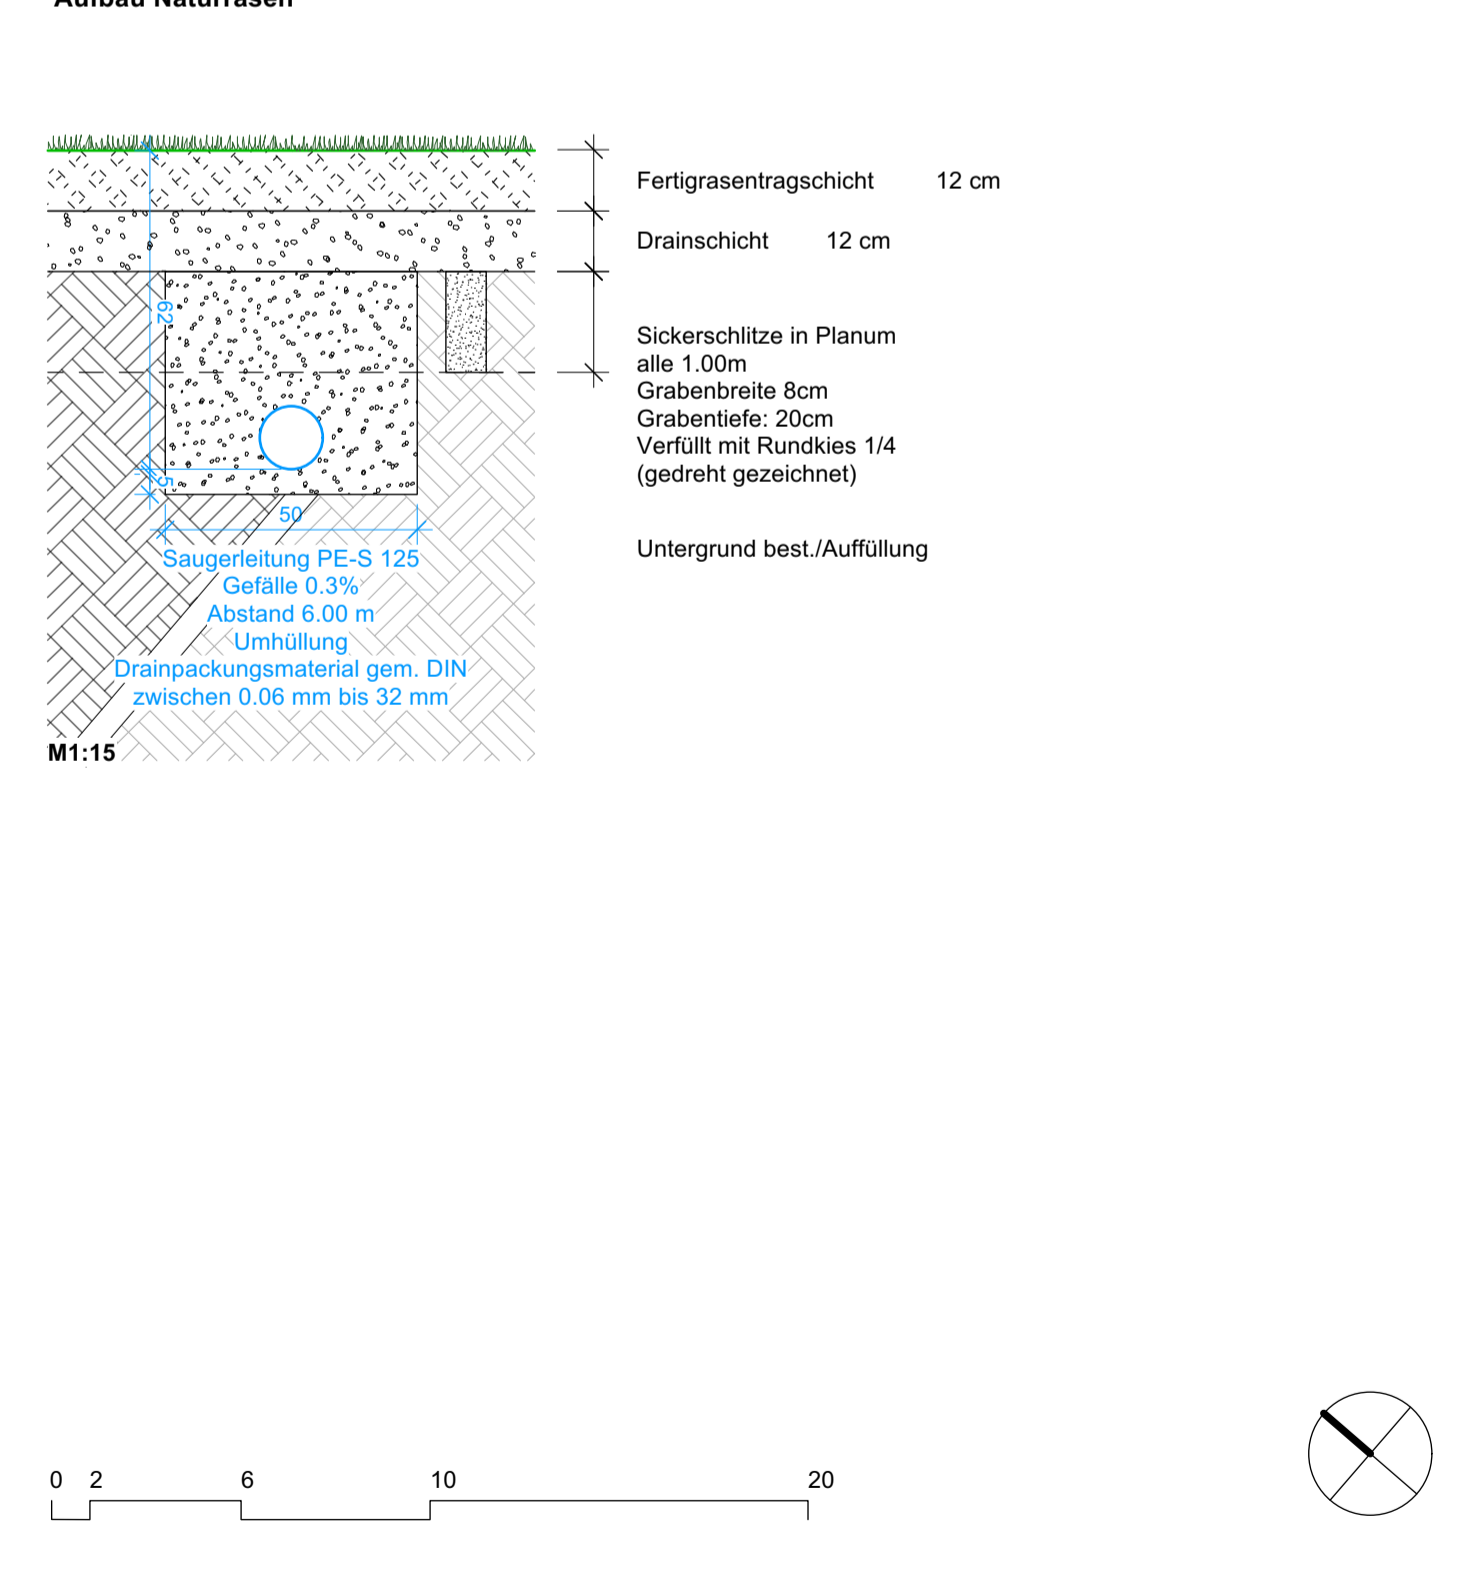 Aufbau Naturrasen
Fertigrasentragschicht 12 cm
Drainschicht 12 cm
62
Sickerschlitze in Planum
alle 1.00m
Grabenbreite 8cm
Grabentiefe: 20cm
Verfüllt mit Rundkies 1/4
(gedreht gezeichnet)
5
50
Untergrund best./Auffüllung
Saugerleitung PE-S 125
Gefälle 0.3%
Abstand 6.00 m
Umhüllung
Drainpackungsmaterial gem. DIN
zwischen 0.06 mm bis 32 mm
M1:15
0 2 6 10 20